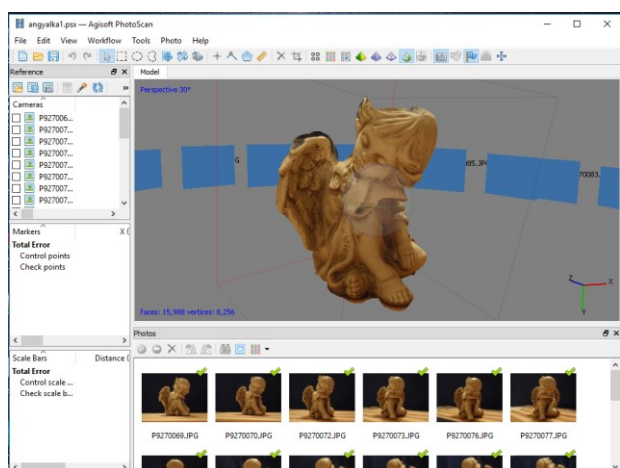 angyalka1.psx — Agisoft PhotoScan
File Edit View Workflow Tools Photo Help
Reference
Model
Perspective 30°
Cameras
P927006...
P927007...
P927007...
P927007...
P927007...
P927007...
P927007...
P927007...
G
85.JPG
70083.
Markers X (
Total Error
Control points
Check points
faces: 15,988 vertices: 8,256
Z X
Y
Photos
Scale Bars Distance (
Total Error
Control scale ...
Check scale b...
P9270069.JPG P9270070.JPG P9270072.JPG P9270073.JPG P9270076.JPG P9270077.JPG